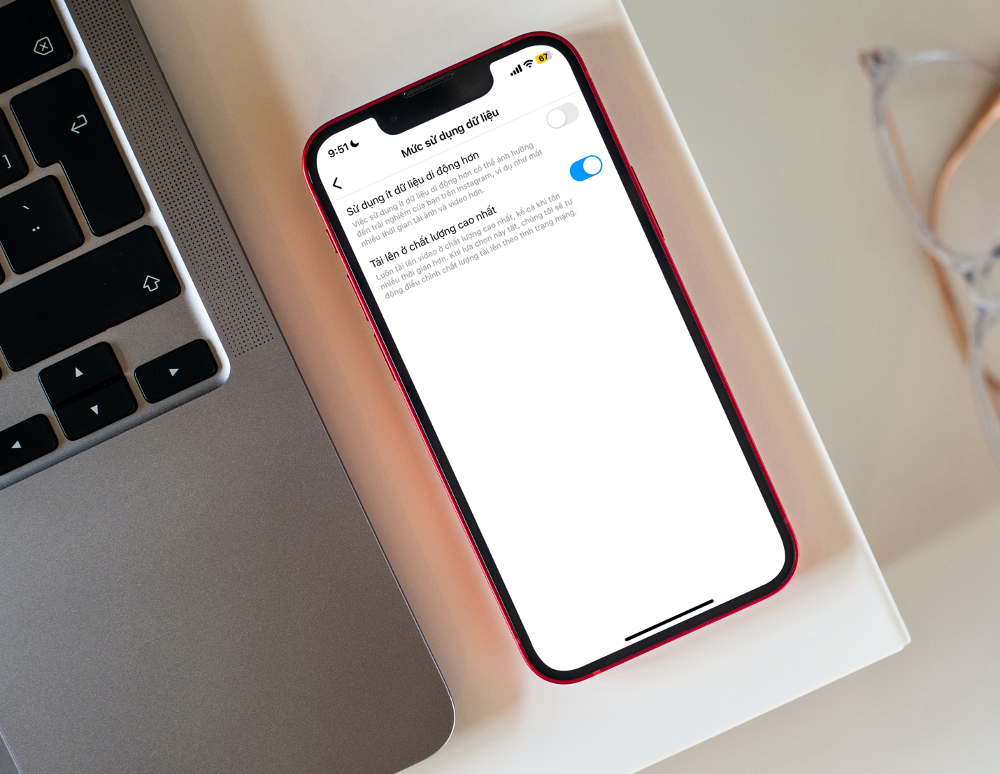 9:51
67
Mức sử dụng dữ liệu
Sử dụng ít dữ liệu di động hơn
Việc sử dụng ít dữ liệu di động hơn có thể ảnh hưởng
đến trải nghiệm của bạn trên Instagram, ví dụ như mất
nhiều thời gian tải ảnh và video hơn.
Tải lên ở chất lượng cao nhất
Luôn tải lên video ở chất lượng cao nhất, kể cả khi tốn
nhiều thời gian hơn. Khi lựa chọn này tắt, chúng tôi sẽ tự
động điều chỉnh chất lượng tải lên theo tình trạng mạng.
]